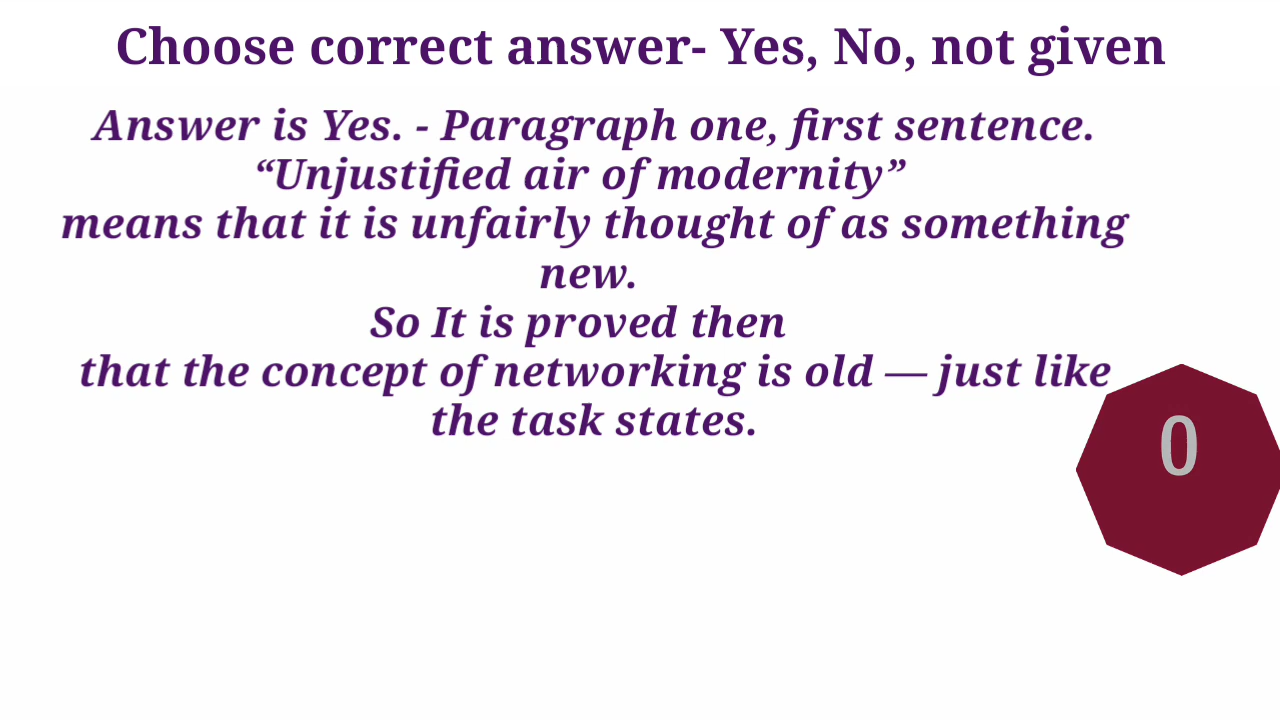 Choose correct answer- Yes, No, not given
Answer is Yes. - Paragraph one, first sentence.
“Unjustified air of modernity”
means that it is unfairly thought of as something
new.
So It is proved then
that the concept of networking is old — just like
the task states.
0